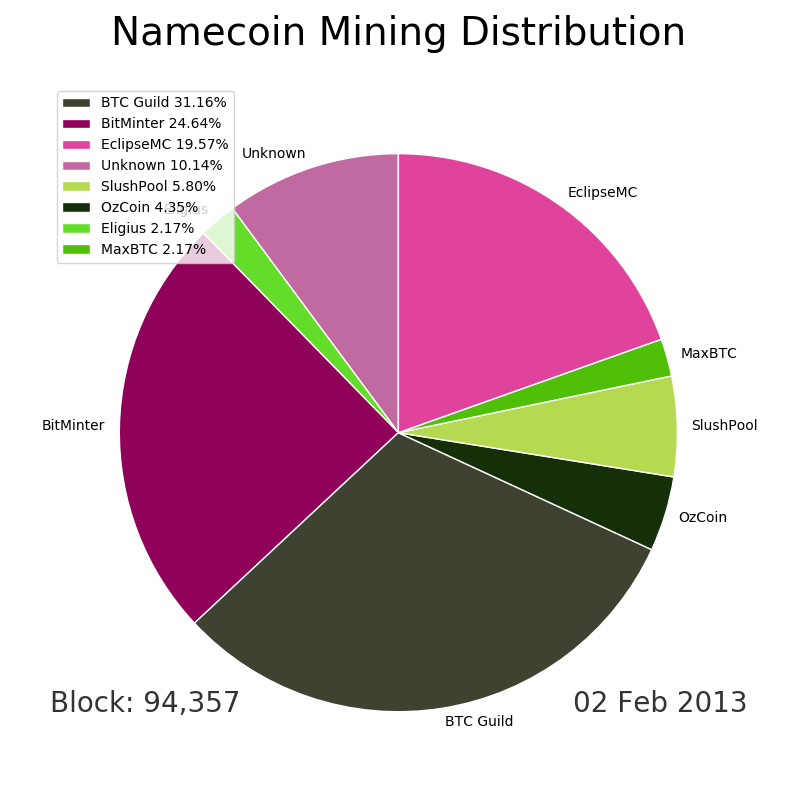 Namecoin Mining Distribution
BTC Guild 31.16%
BitMinter 24.64%
EclipseMC 19.57%
Unknown 10.14%
SlushPool 5.80%
OzCoin 4.35%
Eligius 2.17%
MaxBTC 2.17%
Unknown
EclipseMC
Eligius
MaxBTC
BitMinter
SlushPool
OzCoin
BTC Guild
Block: 94,357
02 Feb 2013